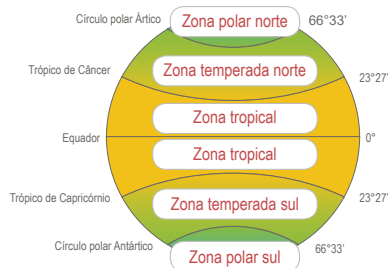 Círculo polar Ártico Zona polar norte 66°33'
Trópico de Câncer Zona temperada norte 23°27'
Zona tropical
Equador 0°
Zona tropical
Trópico de Capricórnio Zona temperada sul 23°27'
Círculo polar Antártico 66°33'
Zona polar sul